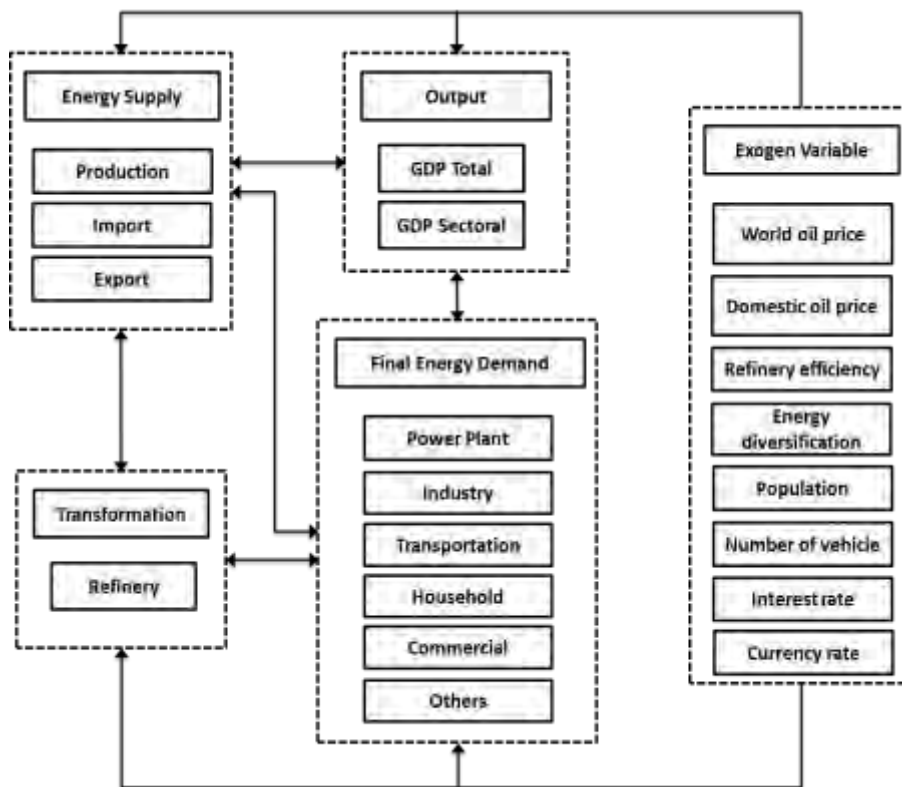 Energy Supply
Production
Import
Export
Output
GDP Total
GDP Sectoral
Exogen Variable
World oil price
Domestic oil price
Refinery efficiency
Energy
diversification
Population
Number of vehicle
Interest rate
Currency rate
Final Energy Demand
Power Plant
Industry
Transportation
Household
Commercial
Others
Transformation
Refinery